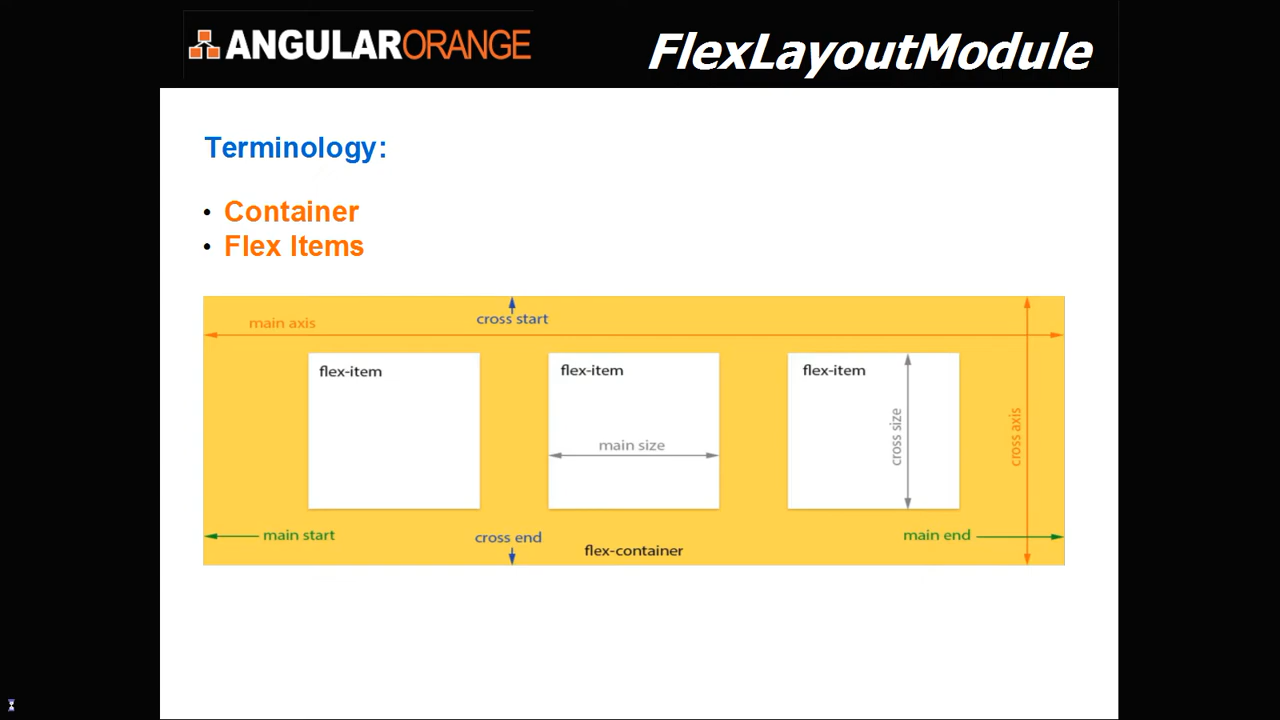 ANGULARORANGE
FlexLayoutModule
Terminology:
• Container
• Flex Items
cross start
main axis
flex-item
flex-item
flex-item
main size
cross size
cross axis
main start
cross end
main end
flex-container